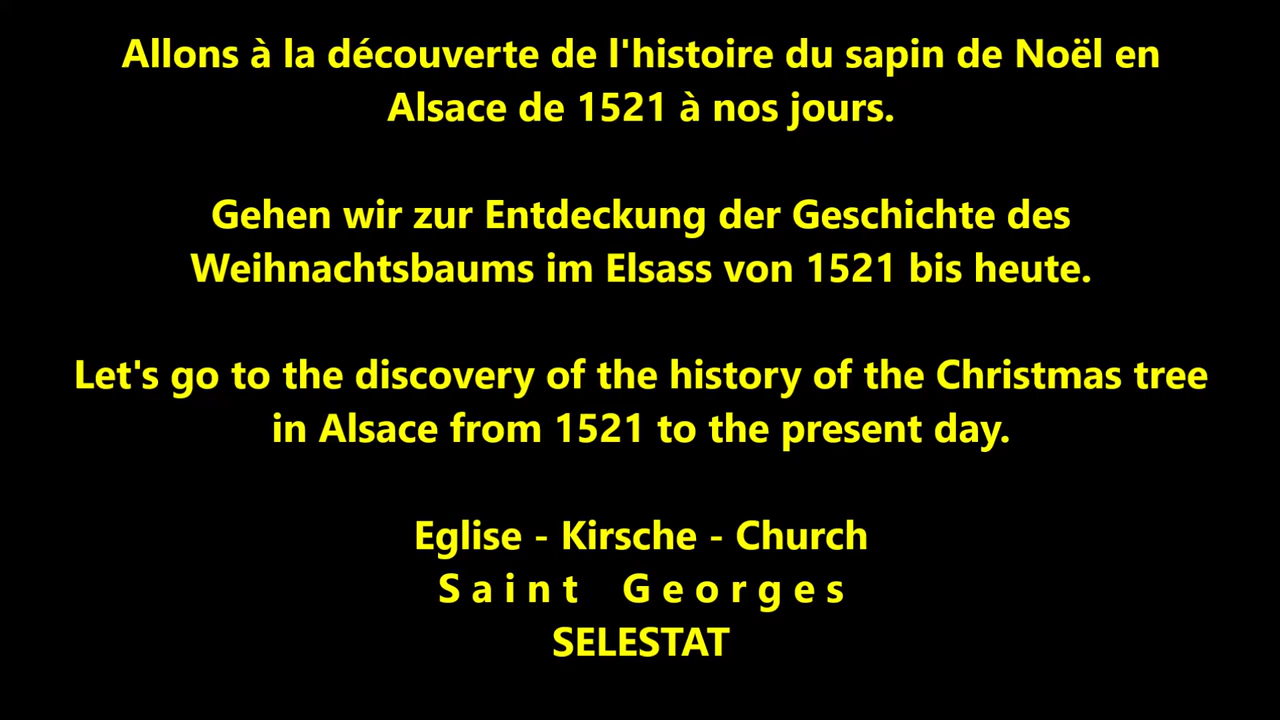 Allons à la découverte de l'histoire du sapin de Noël en
Alsace de 1521 à nos jours.
Gehen wir zur Entdeckung der Geschichte des
Weihnachtsbaums im Elsass von 1521 bis heute.
Let's go to the discovery of the history of the Christmas tree
in Alsace from 1521 to the present day.
Eglise - Kirsche - Church
S a i n t   G e o r g e s
SELESTAT